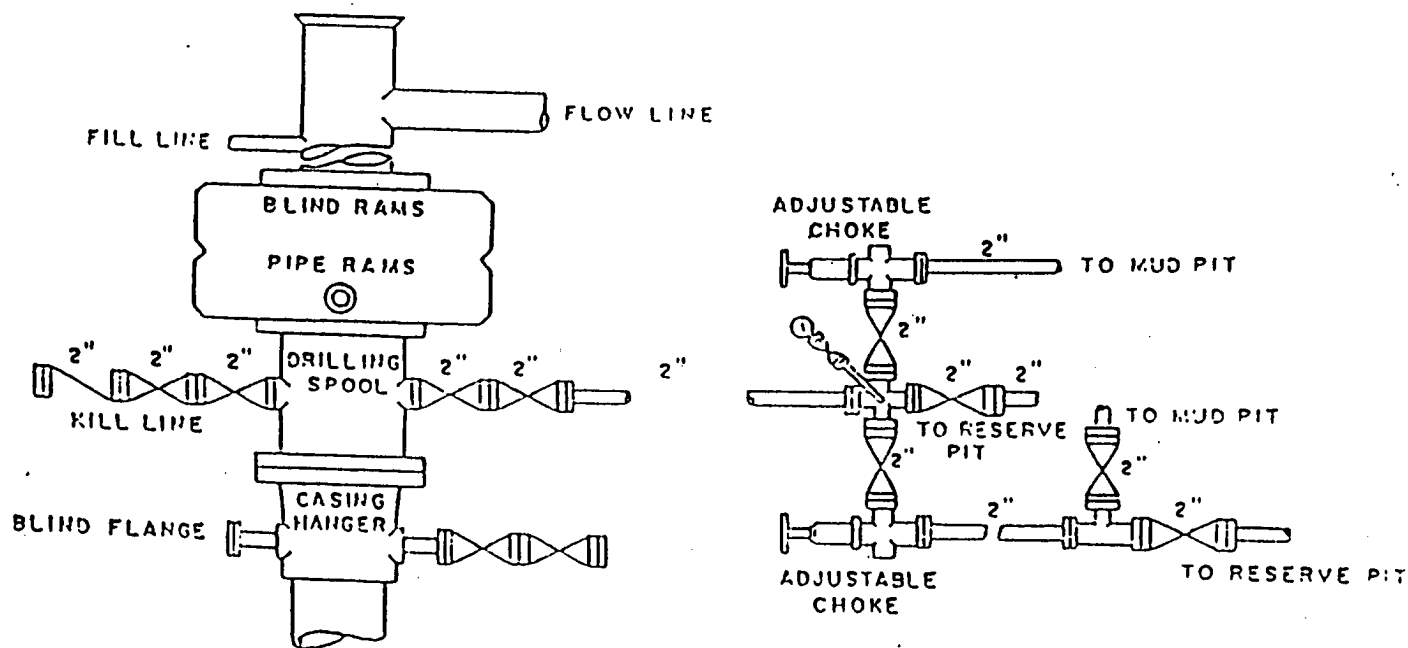 FLOW LINE
FILL LINE
BLIND RAMS
PIPE RAMS
2" 2" 2" DRILLING 2" 2" 2"
SPOOL
KILL LINE
CASING
HANGER
BLIND FLANGE
ADJUSTABLE
CHOKE
2"
TO MUD PIT
2"
2" 2"
TO RESERVE
PIT
TO MUD PIT
2"
2"
2"
2"
ADJUSTABLE
CHOKE
TO RESERVE PIT